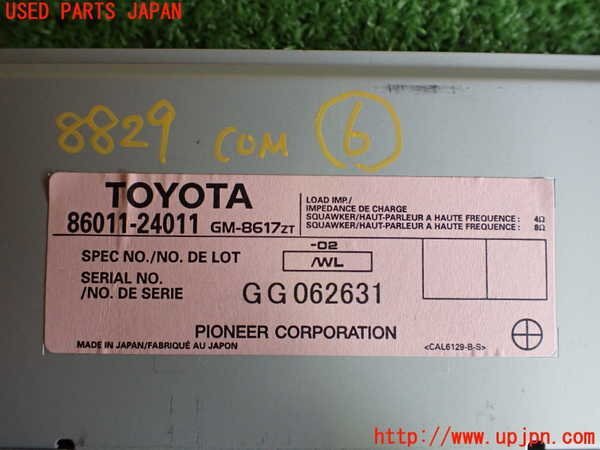 USED PARTS JAPAN
8829 COM 6
TOYOTA
86011-24011 GM-8617ZT
LOAD IMP./
IMPEDANCE DE CHARGE
SQUAWKER/HAUT-PARLEUR A HAUTE FREQUENCE : 4Ω
SQUAWKER/HAUT-PARLEUR A HAUTE FREQUENCE : 8Ω
SPEC NO./NO. DE LOT
-02
/WL
SERIAL NO.
/NO. DE SERIE
GG062631
PIONEER CORPORATION
MADE IN JAPAN/FABRIQUÉ AU JAPON
<CAL6129-B-S>
http://www.upjpn.com